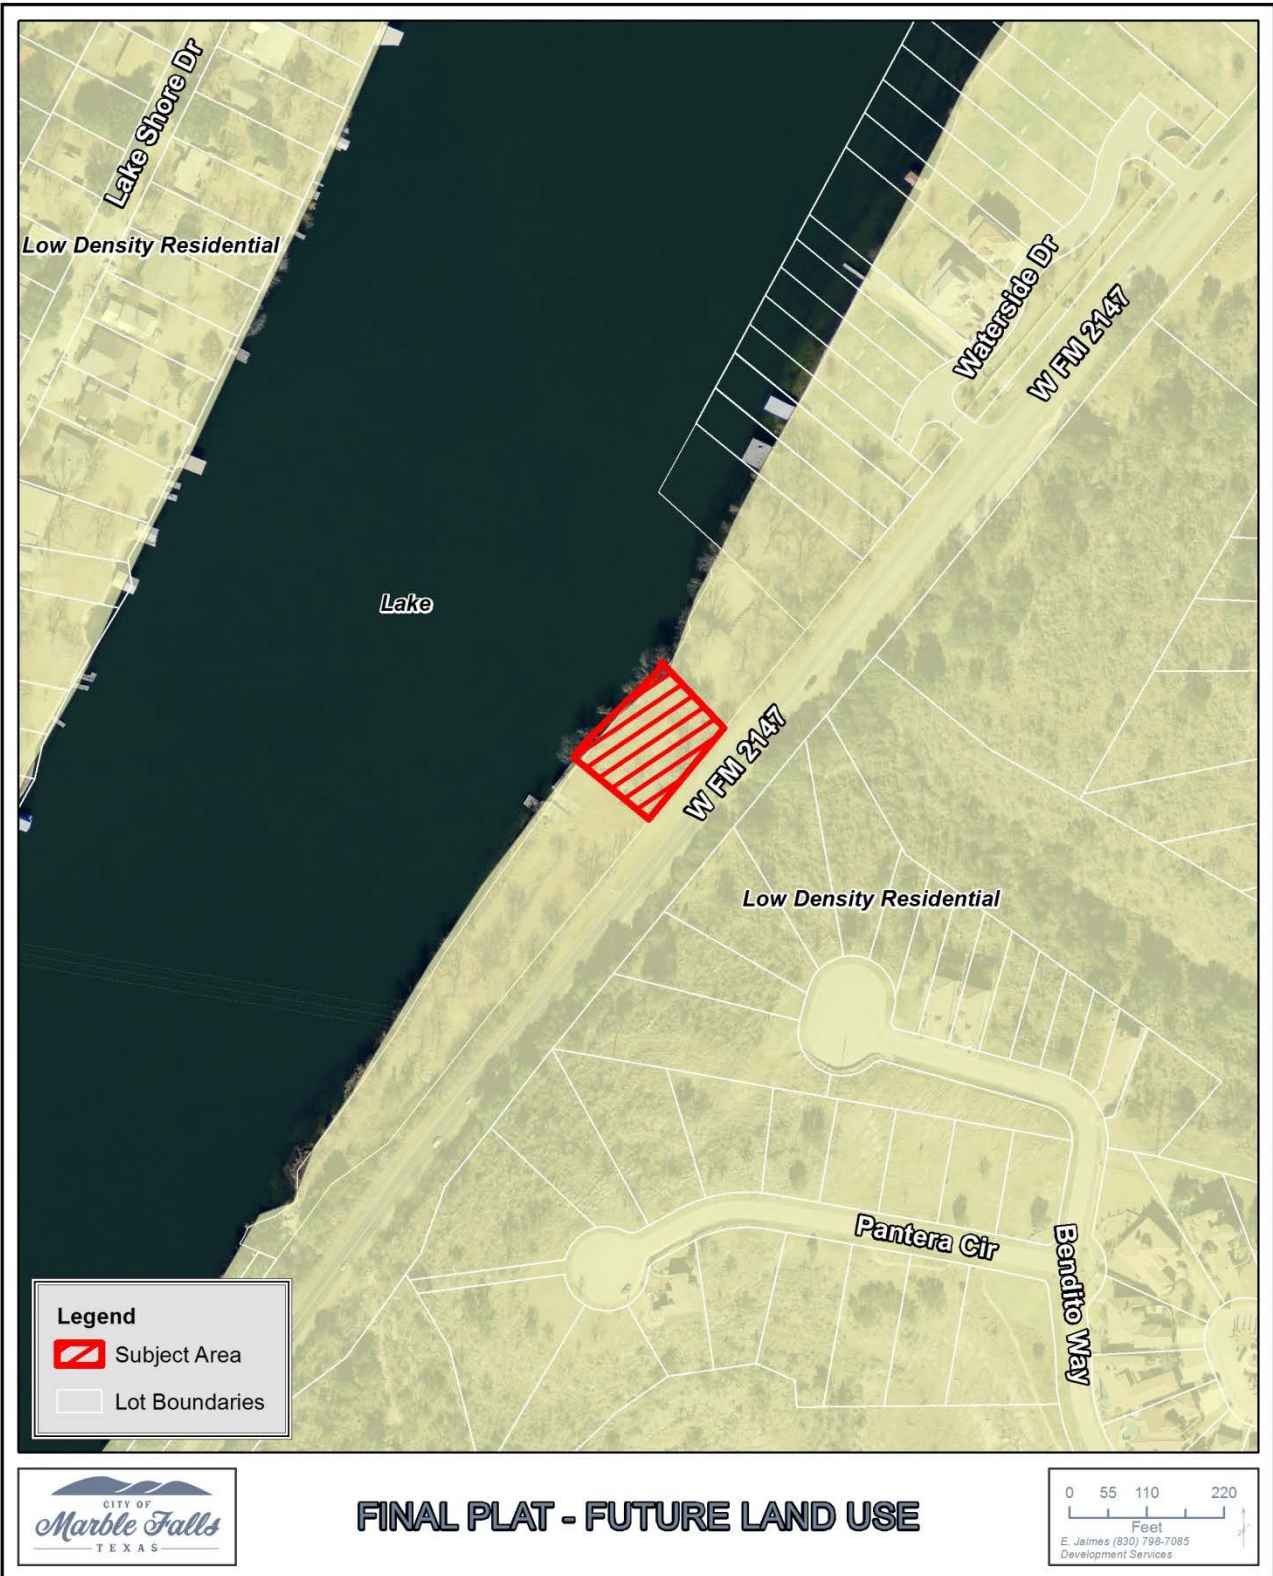 Lake Shore Dr
Low Density Residential
Waterside Dr
W FM 2147
Lake
W FM 2147
Low Density Residential
Pantera Cir
Bendito Way
Legend
Subject Area
Lot Boundaries
CITY OF
Marble Falls
TEXAS
FINAL PLAT - FUTURE LAND USE
0 55 110 220
Feet
E. Jaimes (830) 798-7085
Development Services